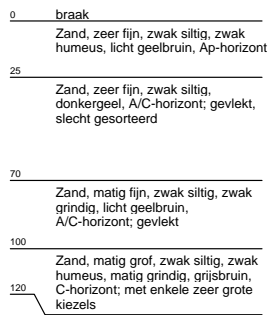 0 braak
Zand, zeer fijn, zwak siltig, zwak
humeus, licht geelbruin, Ap-horizont
25
Zand, zeer fijn, zwak siltig,
donkergeel, A/C-horizont; gevlekt,
slecht gesorteerd
70
Zand, matig fijn, zwak siltig, zwak
grindig, licht geelbruin,
A/C-horizont; gevlekt
100
Zand, matig grof, zwak siltig, zwak
humeus, matig grindig, grijsbruin,
120 C-horizont; met enkele zeer grote
kiezels